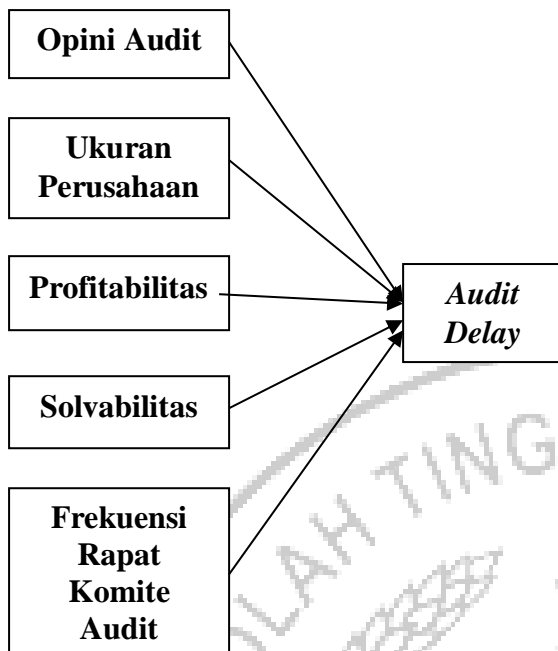 Opini Audit
Ukuran
Perusahaan
Profitabilitas
Audit
Delay
Solvabilitas
Frekuensi
Rapat
Komite
Audit